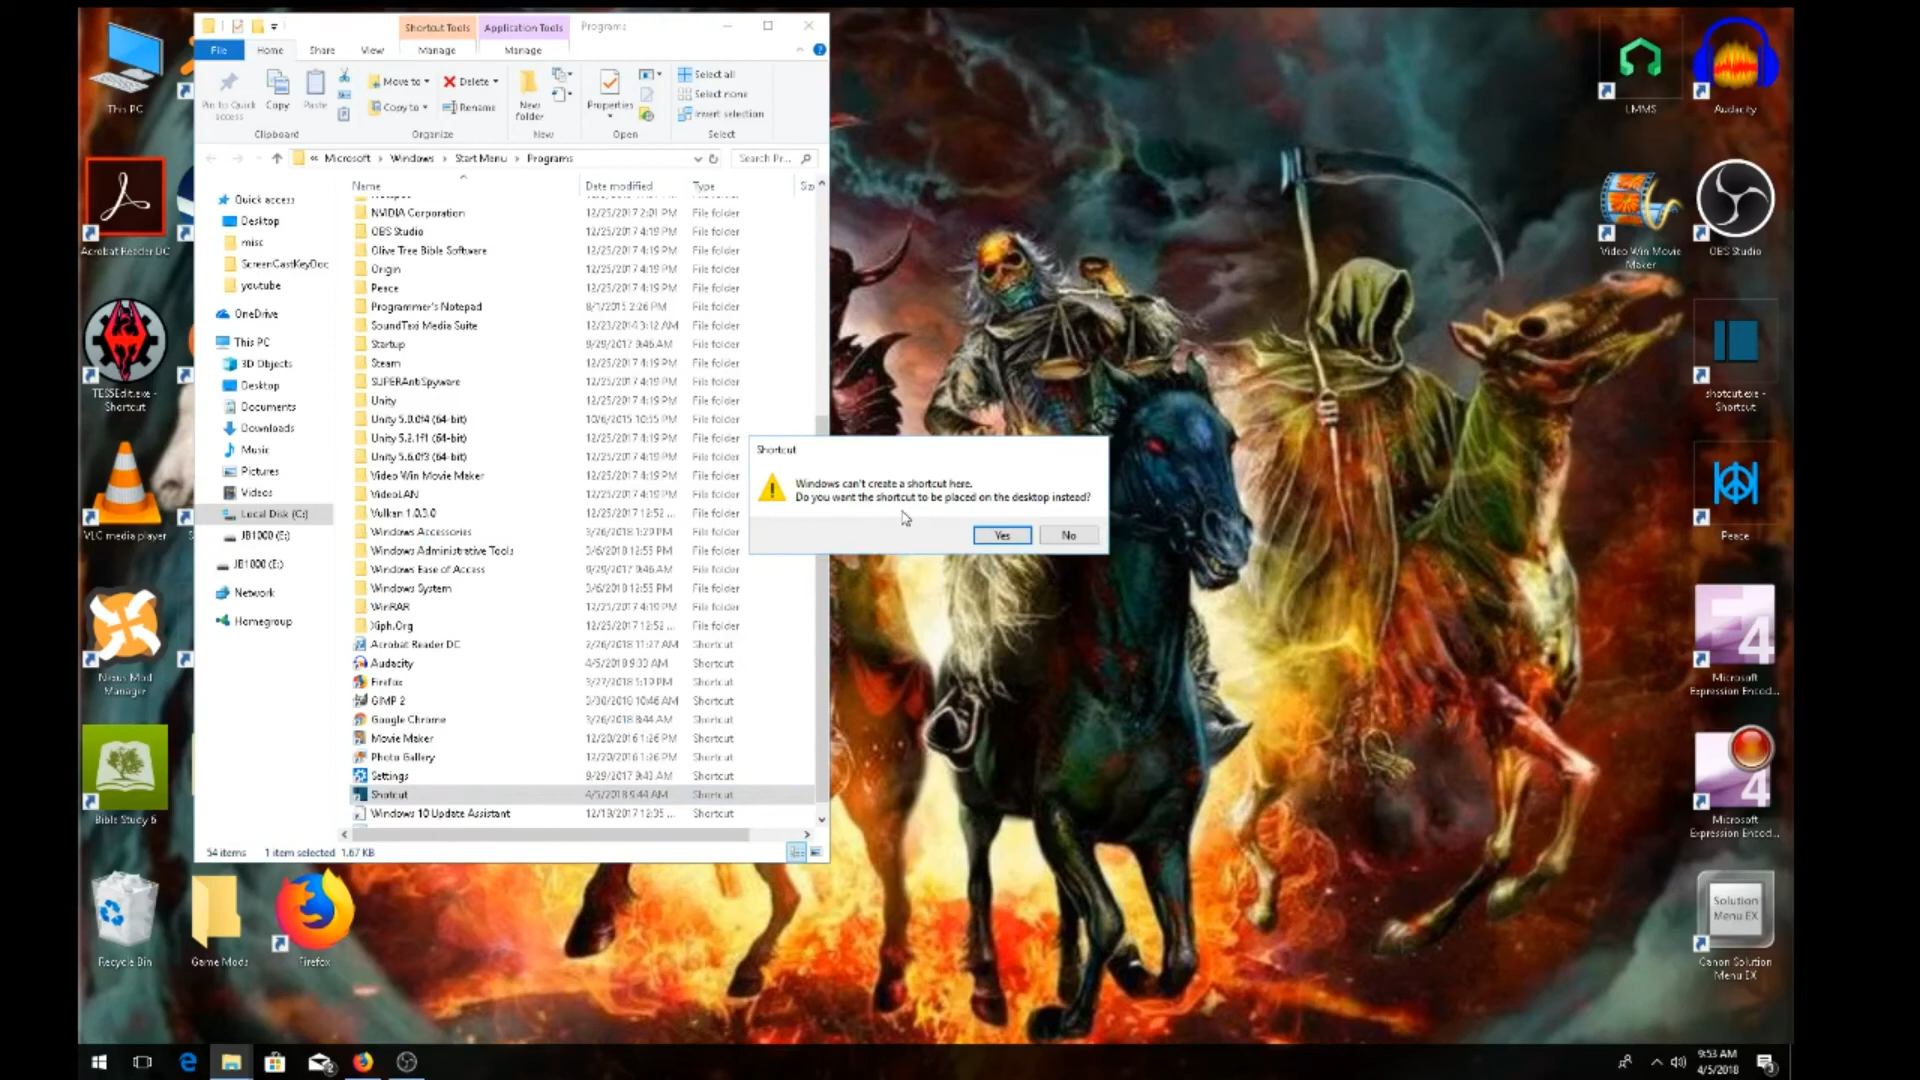 Shortcut Tools
Application Tools
Programs
File
Home
Share
View
Manage
Manage
Pin to Quick access
Copy
Paste
Move to
Copy to
Delete
Rename
New folder
Properties
Select all
Select none
Invert selection
Clipboard
Organize
New
Open
Select
« Microsoft › Windows › Start Menu › Programs
Search Pr...
Name
Date modified
Type
Quick access
Desktop
misc
ScreenCastKeyDoc
youtube
OneDrive
This PC
3D Objects
Desktop
Documents
Downloads
Music
Pictures
Videos
Local Disk (C:)
JB1000 (E:)
JB1000 (E:)
Network
Homegroup
NVIDIA Corporation 12/25/2017 2:01 PM File folder
OBS Studio 12/25/2017 4:19 PM File folder
Olive Tree Bible Software 12/25/2017 4:19 PM File folder
Origin 12/25/2017 4:19 PM File folder
Peace 12/25/2017 4:19 PM File folder
Programmer's Notepad 8/1/2015 2:26 PM File folder
SoundTaxi Media Suite 12/23/2014 3:12 AM File folder
Startup 9/29/2017 9:46 AM File folder
Steam 12/25/2017 4:19 PM File folder
SUPERAntiSpyware 12/25/2017 4:19 PM File folder
Unity 12/25/2017 4:19 PM File folder
Unity 5.0.0f4 (64-bit) 10/6/2015 10:55 PM File folder
Unity 5.2.1f1 (64-bit) 12/25/2017 4:19 PM File folder
Unity 5.6.0f3 (64-bit) 12/25/2017 4:19 PM File folder
Video Win Movie Maker 12/25/2017 4:19 PM File folder
VideoLAN 12/25/2017 4:19 PM File folder
Vulkan 1.0.3.0 12/25/2017 12:52 ... File folder
Windows Accessories 3/26/2018 1:29 PM File folder
Windows Administrative Tools 3/6/2018 12:55 PM File folder
Windows Ease of Access 9/29/2017 9:46 AM File folder
Windows System 3/6/2018 12:55 PM File folder
WinRAR 12/25/2017 4:19 PM File folder
Xiph.Org 12/25/2017 12:52 ... File folder
Acrobat Reader DC 2/26/2018 11:27 AM Shortcut
Audacity 4/5/2018 9:33 AM Shortcut
Firefox 3/27/2018 5:19 PM Shortcut
GIMP 2 3/30/2018 10:46 AM Shortcut
Google Chrome 3/26/2018 8:44 AM Shortcut
Movie Maker 12/20/2016 1:26 PM Shortcut
Photo Gallery 12/20/2016 1:26 PM Shortcut
Settings 9/29/2017 9:43 AM Shortcut
Shotcut 4/5/2018 9:44 AM Shortcut
Windows 10 Update Assistant 12/19/2017 12:35 ... Shortcut
54 items 1 item selected 1.67 KB
Shortcut
Windows can't create a shortcut here.
Do you want the shortcut to be placed on the desktop instead?
Yes
No
This PC
Acrobat Reader DC
TES5Edit.exe -
Shortcut
VLC media player
Nexus Mod
Manager
Bible Study 6
Recycle Bin
Game Mods
Firefox
LMMS
Audacity
Video Win Movie
Maker
OBS Studio
shotcut.exe -
Shortcut
Peace
4
Microsoft
Expression Encod...
4
Microsoft
Expression Encod...
Solution
Menu EX
Canon Solution
Menu EX
9:53 AM
4/5/2018